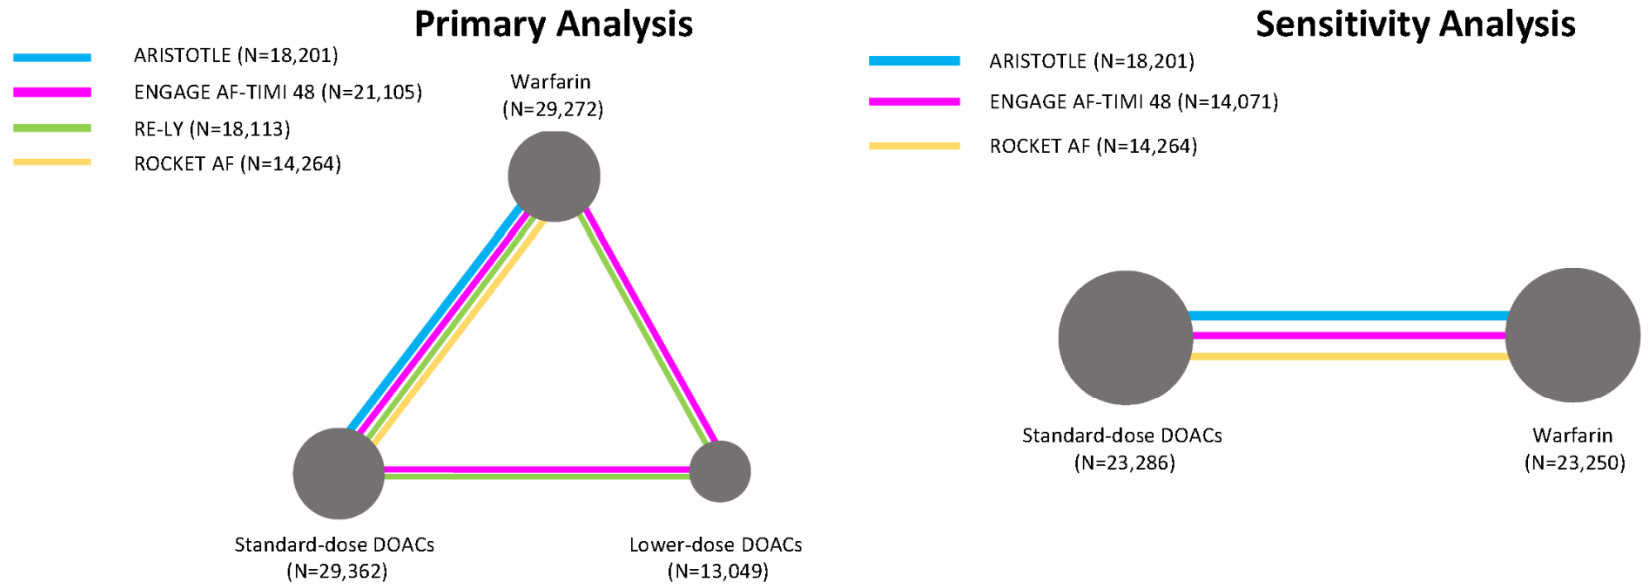 Primary Analysis
ARISTOTLE (N=18,201)
ENGAGE AF-TIMI 48 (N=21,105)
RE-LY (N=18,113)
ROCKET AF (N=14,264)
Warfarin
(N=29,272)
Standard-dose DOACs
(N=29,362)
Lower-dose DOACs
(N=13,049)
Sensitivity Analysis
ARISTOTLE (N=18,201)
ENGAGE AF-TIMI 48 (N=14,071)
ROCKET AF (N=14,264)
Standard-dose DOACs
(N=23,286)
Warfarin
(N=23,250)